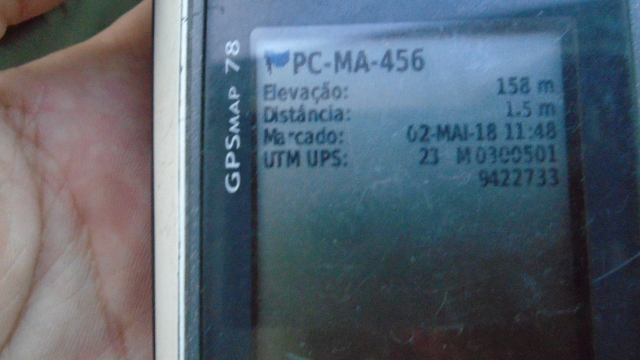 GPSMAP 78
PC-MA-456
Elevação: 158 m
Distância: 1.5 m
Marcado: 02-MAI-18 11:48
UTM UPS: 23 M 0300501
9422733